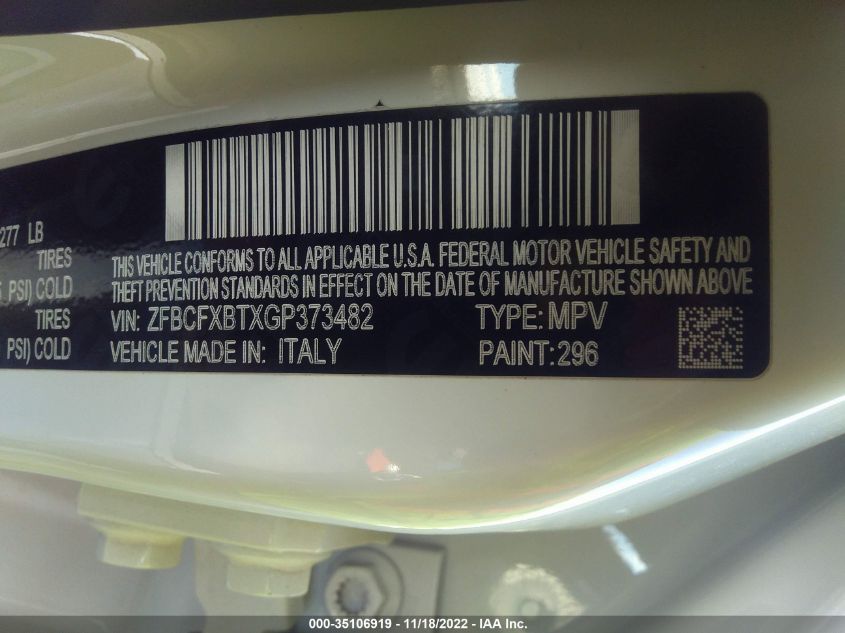 277 LB
TIRES
PSI) COLD
TIRES
PSI) COLD
THIS VEHICLE CONFORMS TO ALL APPLICABLE U.S.A. FEDERAL MOTOR VEHICLE SAFETY AND
THEFT PREVENTION STANDARDS IN EFFECT ON THE DATE OF MANUFACTURE SHOWN ABOVE
VIN: ZFBCFXBTXGP373482 TYPE: MPV
VEHICLE MADE IN: ITALY PAINT: 296
000-35106919 - 11/18/2022 - IAA Inc.